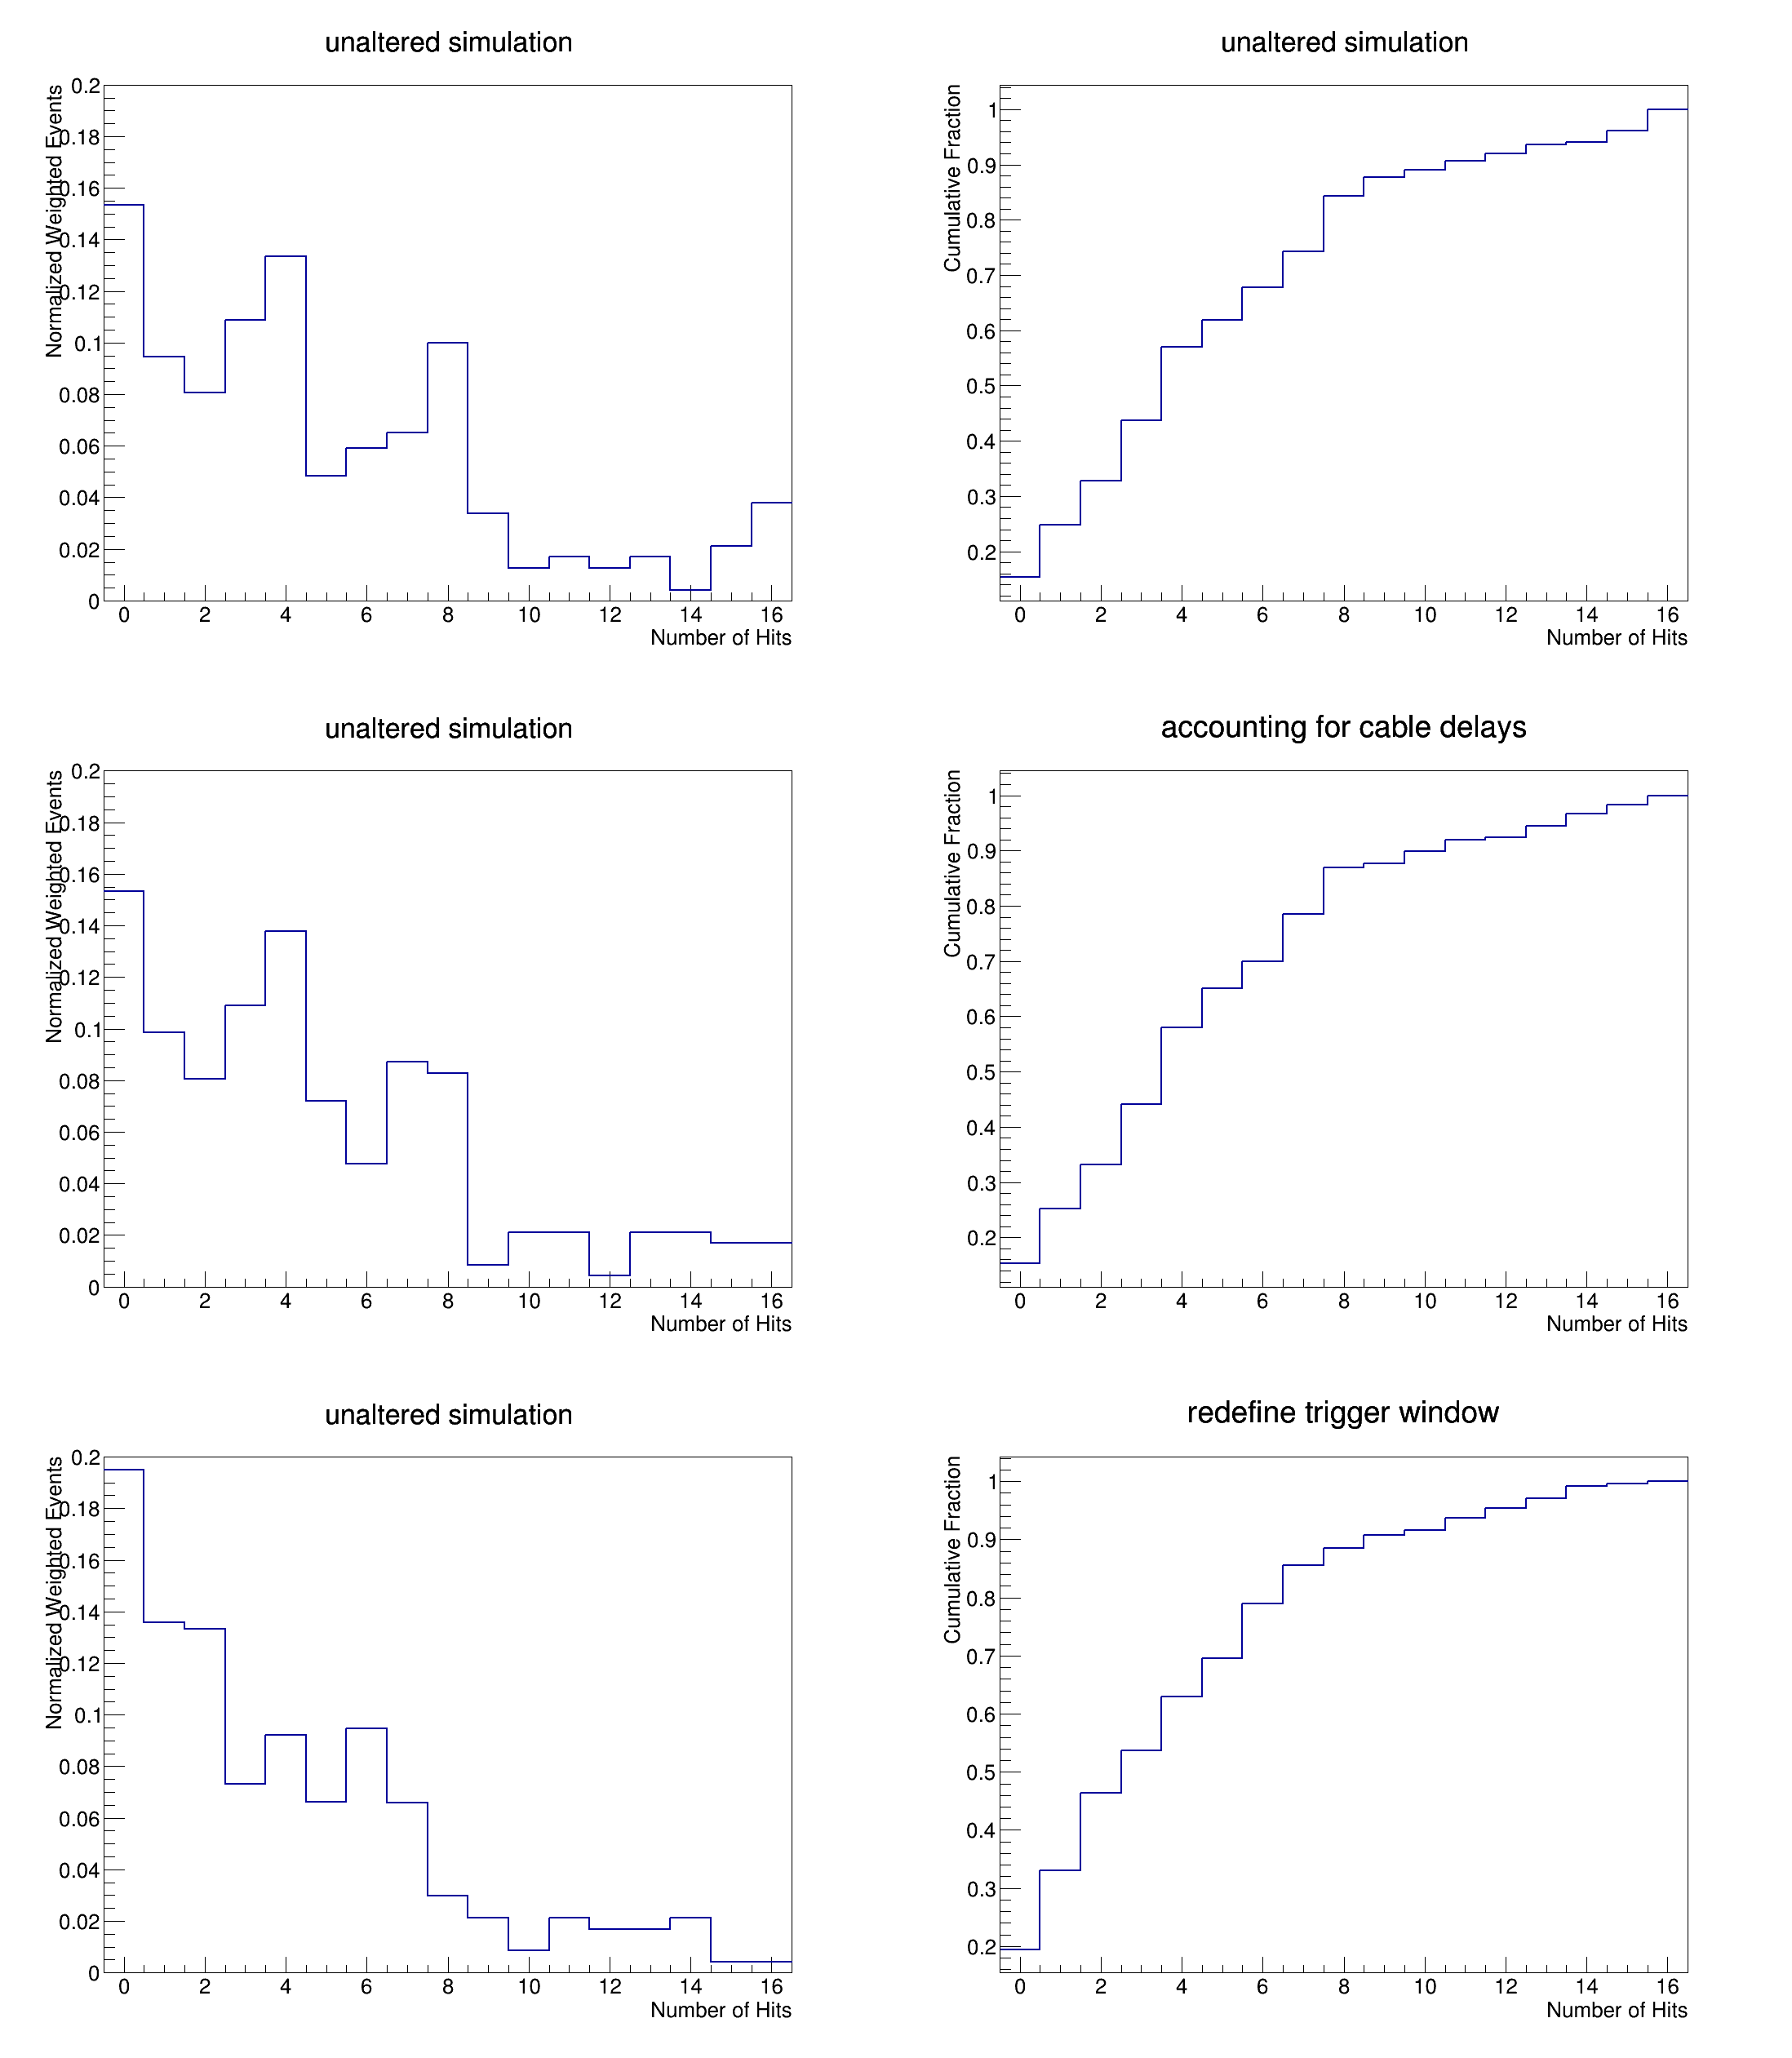 unaltered simulation
Normalized Weighted Events
0.2
0.18
0.16
0.14
0.12
0.1
0.08
0.06
0.04
0.02
0
0 2 4 6 8 10 12 14 16
Number of Hits
unaltered simulation
Cumulative Fraction
1
0.9
0.8
0.7
0.6
0.5
0.4
0.3
0.2
0 2 4 6 8 10 12 14 16
Number of Hits
unaltered simulation
Normalized Weighted Events
0.2
0.18
0.16
0.14
0.12
0.1
0.08
0.06
0.04
0.02
0
0 2 4 6 8 10 12 14 16
Number of Hits
accounting for cable delays
Cumulative Fraction
1
0.9
0.8
0.7
0.6
0.5
0.4
0.3
0.2
0 2 4 6 8 10 12 14 16
Number of Hits
unaltered simulation
Normalized Weighted Events
0.2
0.18
0.16
0.14
0.12
0.1
0.08
0.06
0.04
0.02
0
0 2 4 6 8 10 12 14 16
Number of Hits
redefine trigger window
Cumulative Fraction
1
0.9
0.8
0.7
0.6
0.5
0.4
0.3
0.2
0 2 4 6 8 10 12 14 16
Number of Hits